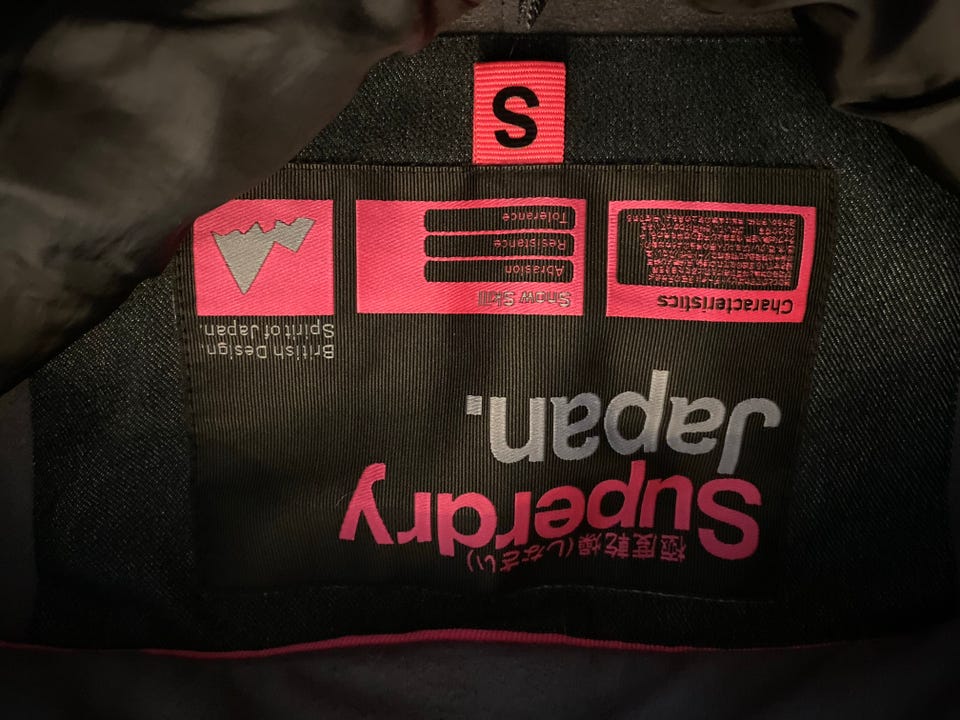 極度乾燥(しなさい)
Superdry
Japan.
Characteristics
Snow Skill
Abrasion
Resistance
Tolerance
British Design.
Spirit of Japan.
S